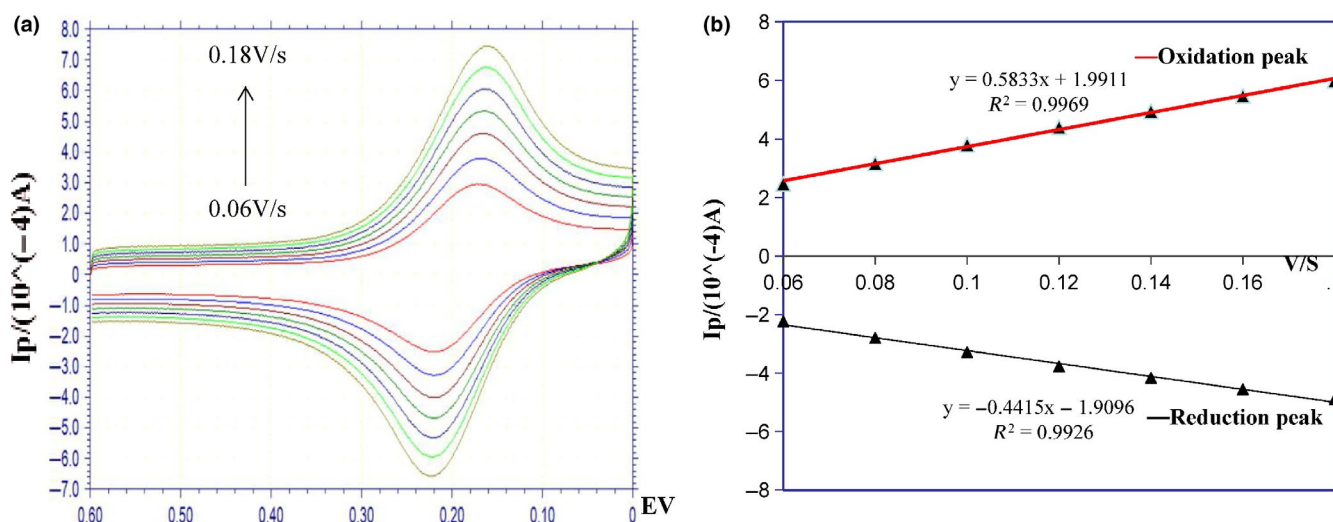 (a)
8.0
7.0
6.0
5.0
4.0
3.0
2.0
1.0
0
-1.0
-2.0
-3.0
-4.0
-5.0
-6.0
-7.0
Ip/(10^(−4)A)
0.18V/s
0.06V/s
0.60
0.50
0.40
0.30
0.20
0.10
0
EV
(b)
8
6
4
2
0
−2
−4
−6
−8
Ip/(10^(-4)A)
Oxidation peak
y = 0.5833x + 1.9911
R² = 0.9969
V/S
0.06
0.08
0.1
0.12
0.14
0.16
y = −0.4415x − 1.9096
R² = 0.9926
Reduction peak